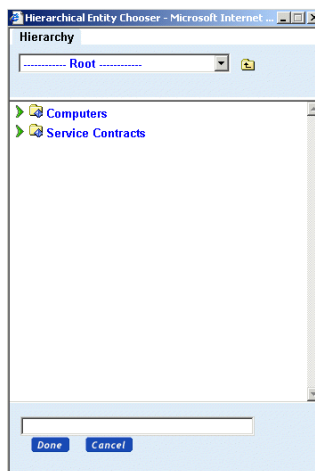 Hierarchical Entity Chooser - Microsoft Internet ...
Hierarchy
------------ Root ------------
Computers
Service Contracts
Done Cancel